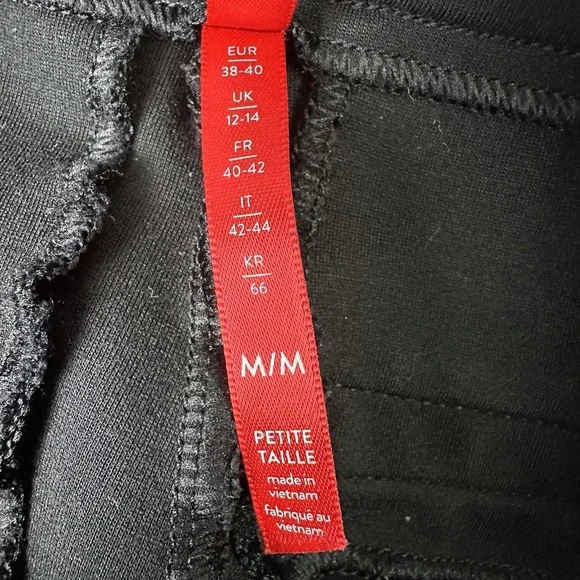 EUR
38-40
UK
12-14
FR
40-42
IT
42-44
KR
66
M/M
PETITE
TAILLE
made in
vietnam
fabriqué au
vietnam